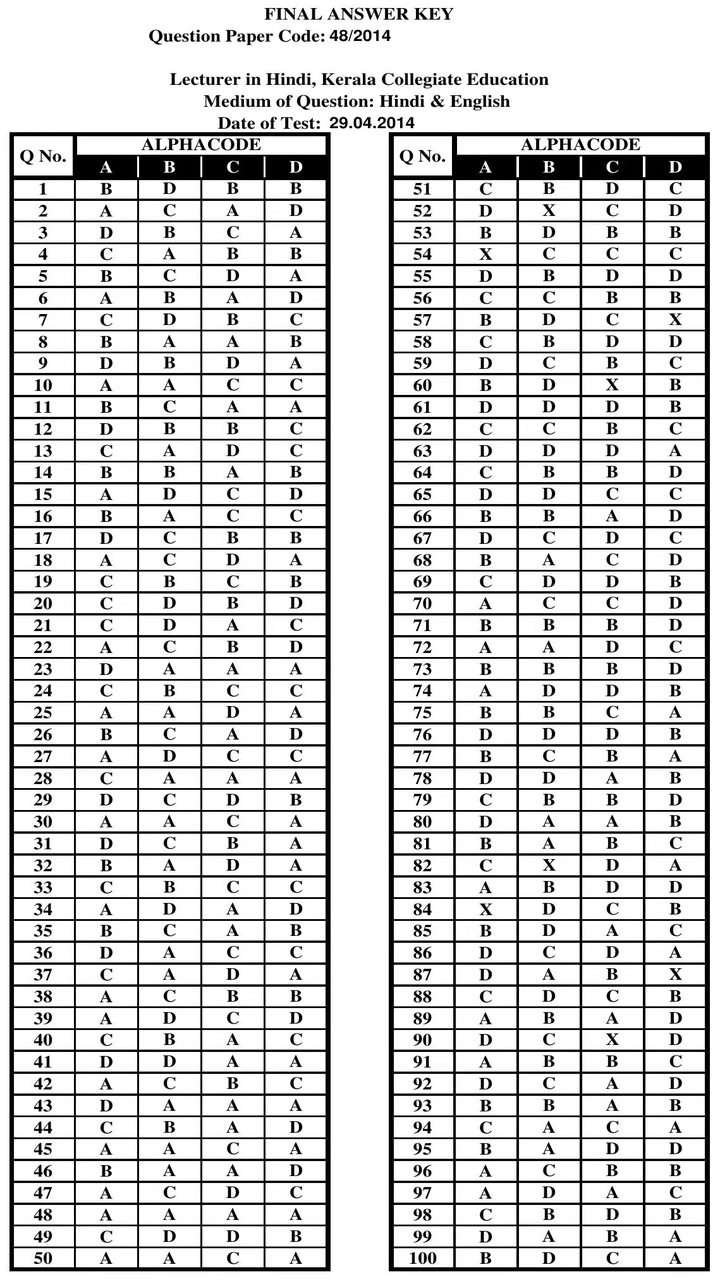 FINAL ANSWER KEY
Question Paper Code: 48/2014
Lecturer in Hindi, Kerala Collegiate Education
Medium of Question: Hindi & English
Date of Test: 29.04.2014
Q No. ALPHACODE Q No. ALPHACODE
A B C D A B C D
1 B D B B 51 C B D C
2 A C A D 52 D X C D
3 D B C A 53 B D B B
4 C A B B 54 X C C C
5 B C D A 55 D B D D
6 A B A D 56 C C B B
7 C D B C 57 B D C X
8 B A A B 58 C B D D
9 D B D A 59 D C B C
10 A A C C 60 B D X B
11 B C A A 61 D D D B
12 D B B C 62 C C B C
13 C A D C 63 D D D A
14 B B A B 64 C B B D
15 A D C D 65 D D C C
16 B A C C 66 B B A D
17 D C B B 67 D C D C
18 A C D A 68 B A C D
19 C B C B 69 C D D B
20 C D B D 70 A C C D
21 C D A C 71 B B B D
22 A C B D 72 A A D C
23 D A A A 73 B B B D
24 C B C C 74 A D D B
25 A A D A 75 B B C A
26 B C A D 76 D D D B
27 A D C C 77 B C B A
28 C A A A 78 D D A B
29 D C D B 79 C B B D
30 A A C A 80 D A A B
31 D C B A 81 B A B C
32 B A D A 82 C X D A
33 C B C C 83 A B D D
34 A D A D 84 X D C B
35 B C A B 85 B D A C
36 D A C C 86 D C D A
37 C A D A 87 D A B X
38 A C B B 88 C D C B
39 A D C D 89 A B A D
40 C B A C 90 D C X D
41 D D A A 91 A B B C
42 A C B C 92 D C A D
43 D A A A 93 B B A B
44 C B A D 94 C A C A
45 A A C A 95 B A D D
46 B A A D 96 A C B B
47 A C D C 97 A D A C
48 A A A A 98 C B D B
49 C D D B 99 D A B A
50 A A C A 100 B D C A